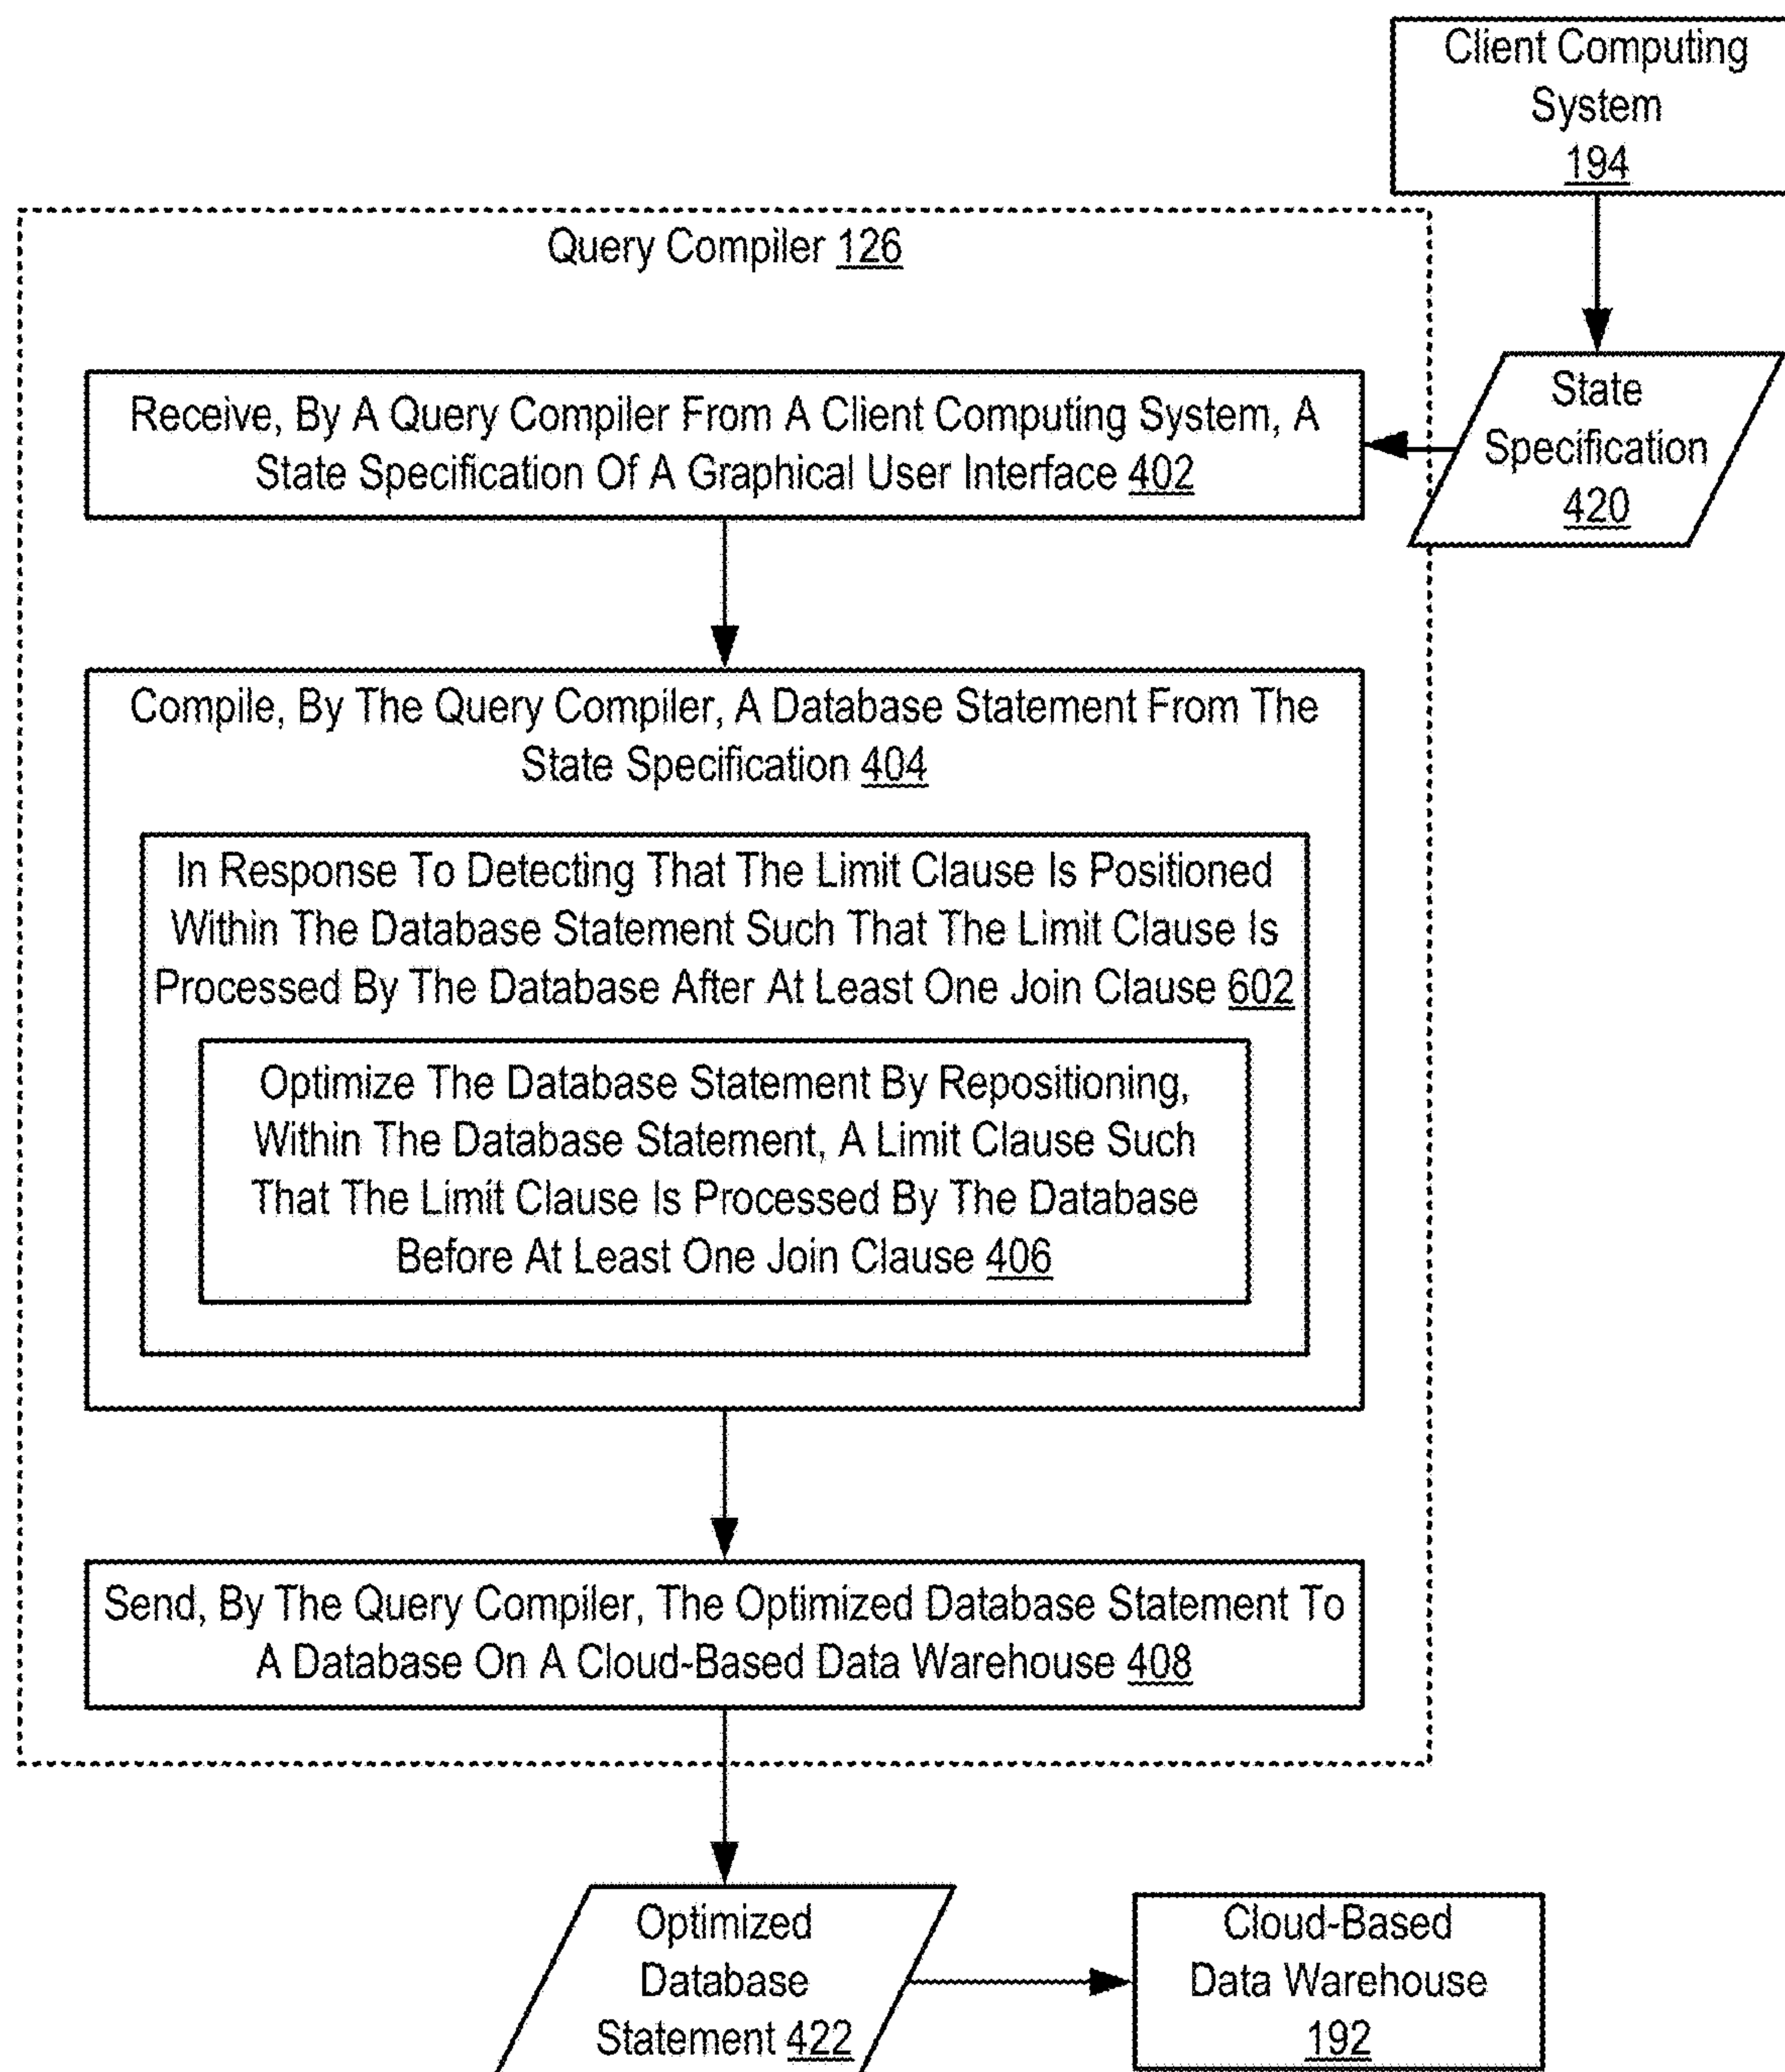 Client Computing
System
194
Query Compiler 126
Receive, By A Query Compiler From A Client Computing System, A
State Specification Of A Graphical User Interface 402
State
Specification
420
Compile, By The Query Compiler, A Database Statement From The
State Specification 404
In Response To Detecting That The Limit Clause Is Positioned
Within The Database Statement Such That The Limit Clause Is
Processed By The Database After At Least One Join Clause 602
Optimize The Database Statement By Repositioning,
Within The Database Statement, A Limit Clause Such
That The Limit Clause Is Processed By The Database
Before At Least One Join Clause 406
Send, By The Query Compiler, The Optimized Database Statement To
A Database On A Cloud-Based Data Warehouse 408
Optimized
Database
Statement 422
Cloud-Based
Data Warehouse
192